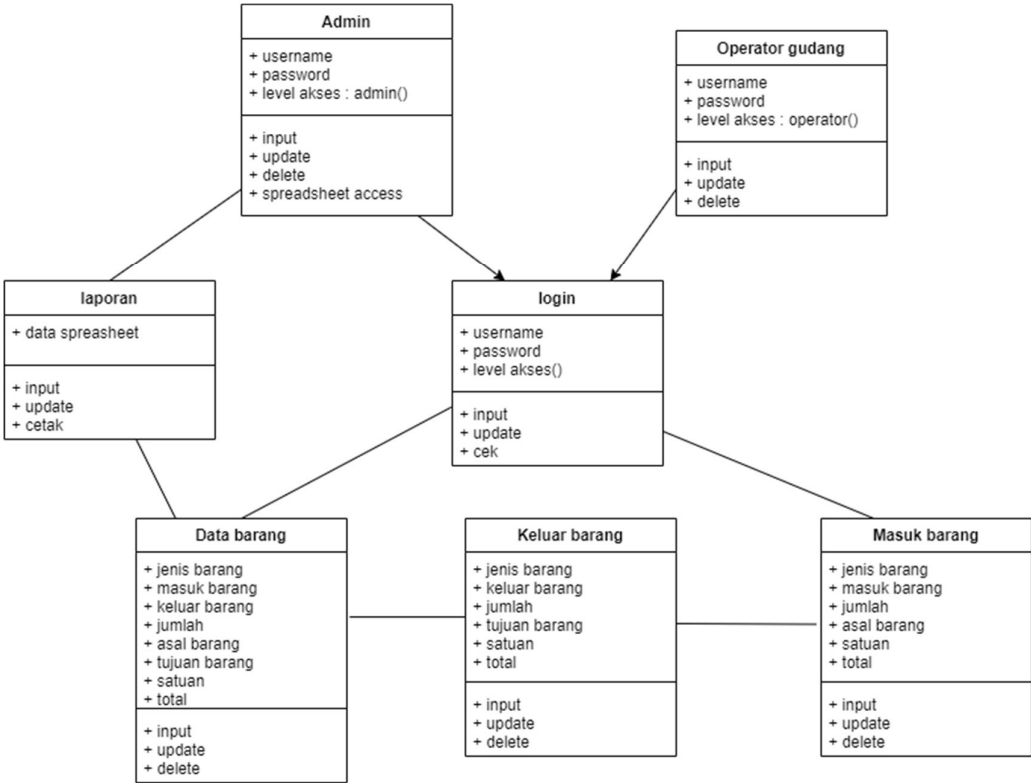 Admin
+ username
+ password
+ level akses : admin()
+ input
+ update
+ delete
+ spreadsheet access
Operator gudang
+ username
+ password
+ level akses : operator()
+ input
+ update
+ delete
laporan
+ data spreasheet
+ input
+ update
+ cetak
login
+ username
+ password
+ level akses()
+ input
+ update
+ cek
Data barang
+ jenis barang
+ masuk barang
+ keluar barang
+ jumlah
+ asal barang
+ tujuan barang
+ satuan
+ total
+ input
+ update
+ delete
Keluar barang
+ jenis barang
+ keluar barang
+ jumlah
+ tujuan barang
+ satuan
+ total
+ input
+ update
+ delete
Masuk barang
+ jenis barang
+ masuk barang
+ jumlah
+ asal barang
+ satuan
+ total
+ input
+ update
+ delete